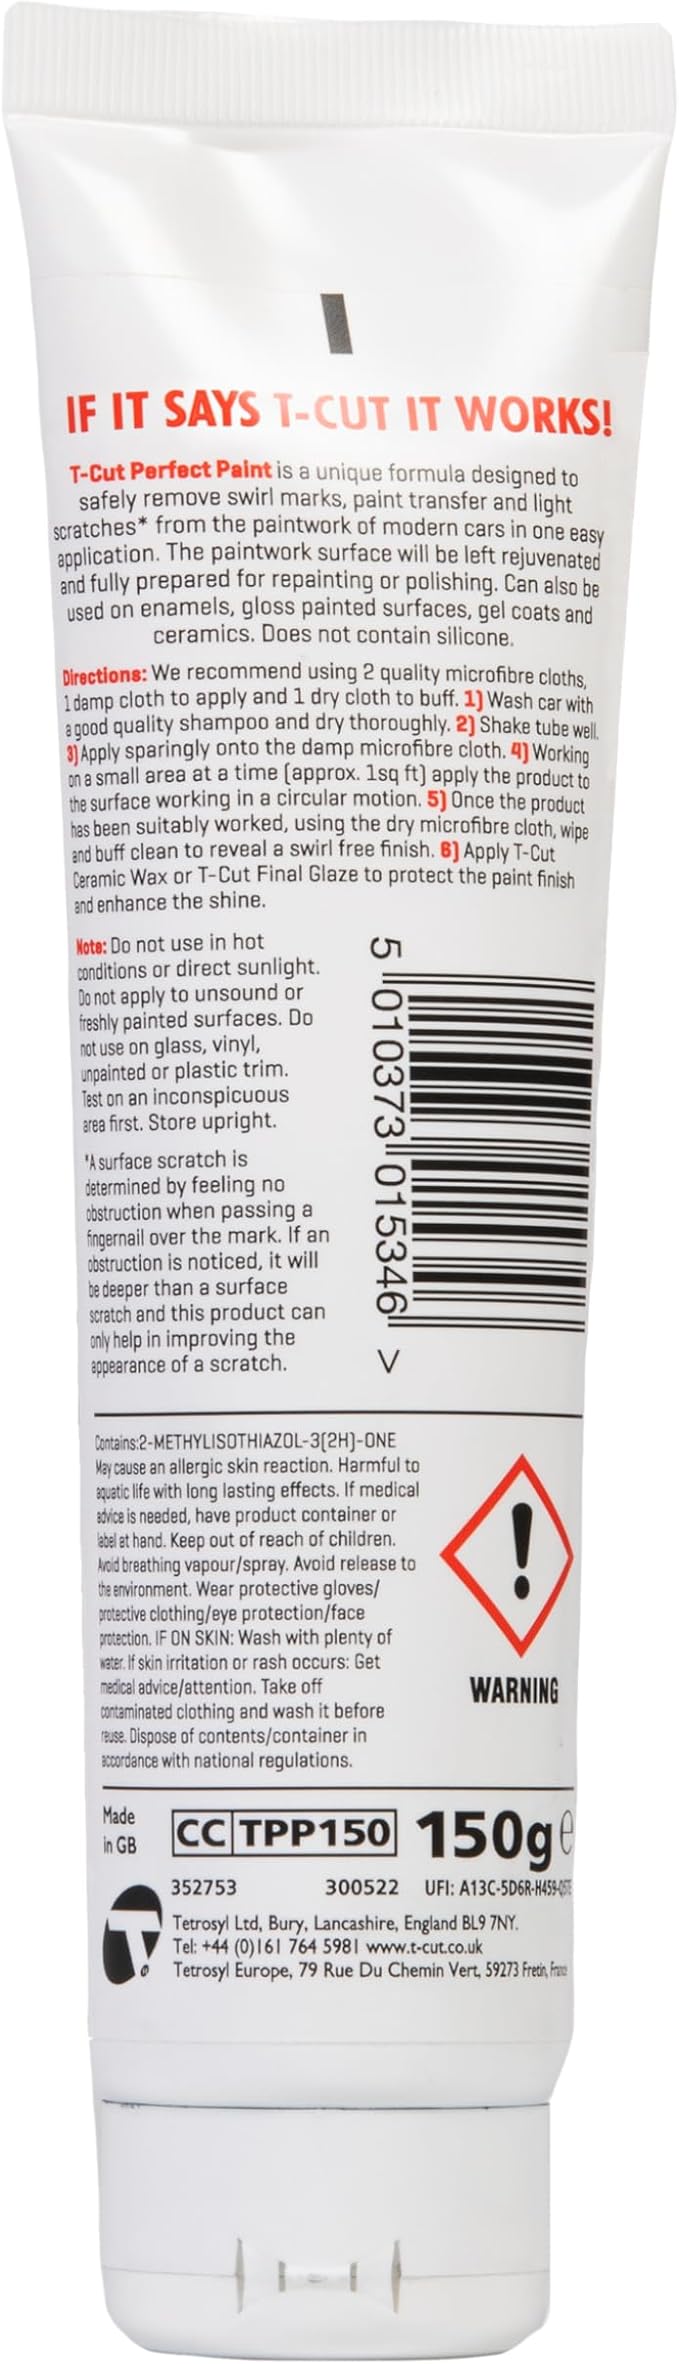 IF IT SAYS T-CUT IT WORKS!
T-Cut Perfect Paint is a unique formula designed to
safely remove swirl marks, paint transfer and light
scratches* from the paintwork of modern cars in one easy
application. The paintwork surface will be left rejuvenated
and fully prepared for repainting or polishing. Can also be
used on enamels, gloss painted surfaces, gel coats and
ceramics. Does not contain silicone.
Directions: We recommend using 2 quality microfibre cloths,
1 damp cloth to apply and 1 dry cloth to buff. 1) Wash car with
a good quality shampoo and dry thoroughly. 2) Shake tube well.
3) Apply sparingly onto the damp microfibre cloth. 4) Working
on a small area at a time (approx. 1sq ft) apply the product to
the surface working in a circular motion. 5) Once the product
has been suitably worked, using the dry microfibre cloth, wipe
and buff clean to reveal a swirl free finish. 6) Apply T-Cut
Ceramic Wax or T-Cut Final Glaze to protect the paint finish
and enhance the shine.
Note: Do not use in hot
conditions or direct sunlight.
Do not apply to unsound or
freshly painted surfaces. Do
not use on glass, vinyl,
unpainted or plastic trim.
Test on an inconspicuous
area first. Store upright.
*A surface scratch is
determined by feeling no
obstruction when passing a
fingernail over the mark. If an
obstruction is noticed, it will
be deeper than a surface
scratch and this product can
only help in improving the
appearance of a scratch.
5 010373 015346 >
Contains:2-METHYLISOTHIAZOL-3(2H)-ONE
May cause an allergic skin reaction. Harmful to
aquatic life with long lasting effects. If medical
advice is needed, have product container or
label at hand. Keep out of reach of children.
Avoid breathing vapour/spray. Avoid release to
the environment. Wear protective gloves/
protective clothing/eye protection/face
protection. IF ON SKIN: Wash with plenty of
water. If skin irritation or rash occurs: Get
medical advice/attention. Take off
contaminated clothing and wash it before
reuse. Dispose of contents/container in
accordance with national regulations.
!
WARNING
Made
in GB
CC TPP150 150g e
352753 300522 UFI: A13C-5D6R-H459-
T
Tetrosyl Ltd, Bury, Lancashire, England BL9 7NY.
Tel: +44 (0)161 764 5981 www.t-cut.co.uk
Tetrosyl Europe, 79 Rue Du Chemin Vert, 59273 Fretin, France